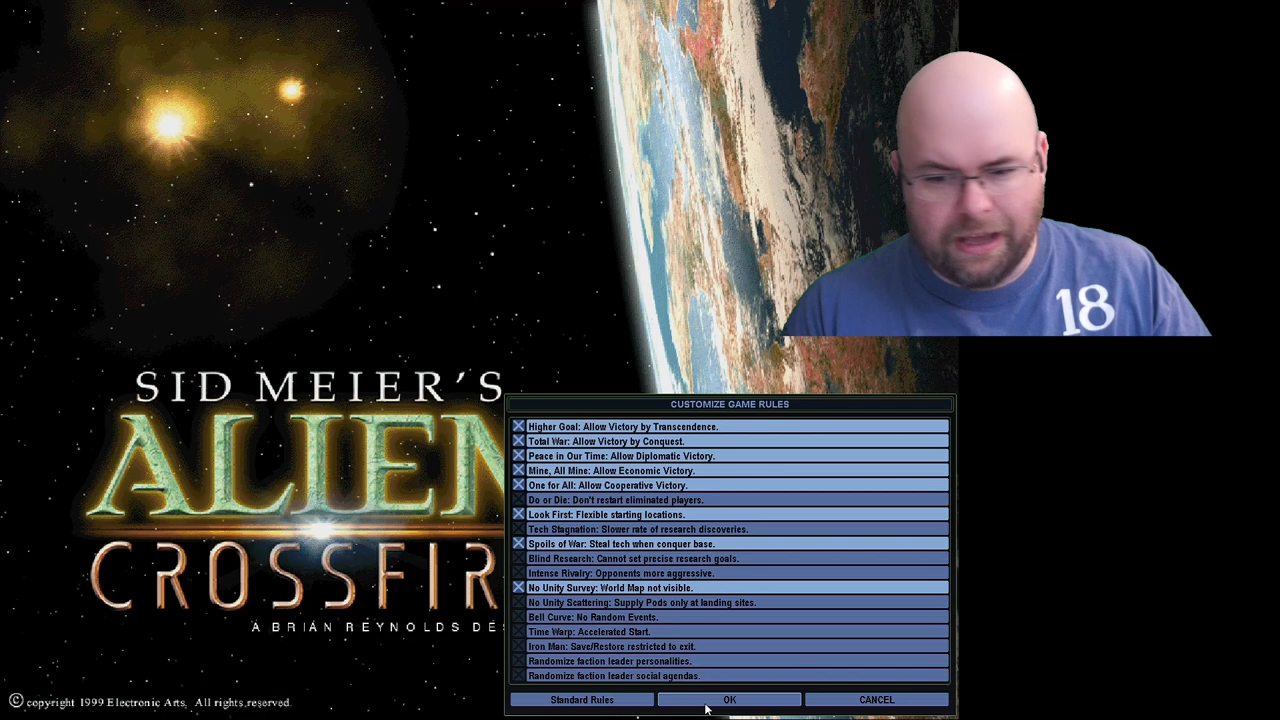 18
SID MEIER'S
ALIEN
CROSSFIR
A BRIAN REYNOLDS DES
copyright 1999 Electronic Arts, All rights reserved.
CUSTOMIZE GAME RULES
Higher Goal: Allow Victory by Transcendence.
Total War: Allow Victory by Conquest.
Peace in Our Time: Allow Diplomatic Victory.
Mine, All Mine: Allow Economic Victory.
One for All: Allow Cooperative Victory.
Do or Die: Don't restart eliminated players.
Look First: Flexible starting locations.
Tech Stagnation: Slower rate of research discoveries.
Spoils of War: Steal tech when conquer base.
Blind Research: Cannot set precise research goals.
Intense Rivalry: Opponents more aggressive.
No Unity Survey: World Map not visible.
No Unity Scattering: Supply Pods only at landing sites.
Bell Curve: No Random Events.
Time Warp: Accelerated Start.
Iron Man: Save/Restore restricted to exit.
Randomize faction leader personalities.
Randomize faction leader social agendas.
Standard Rules OK CANCEL